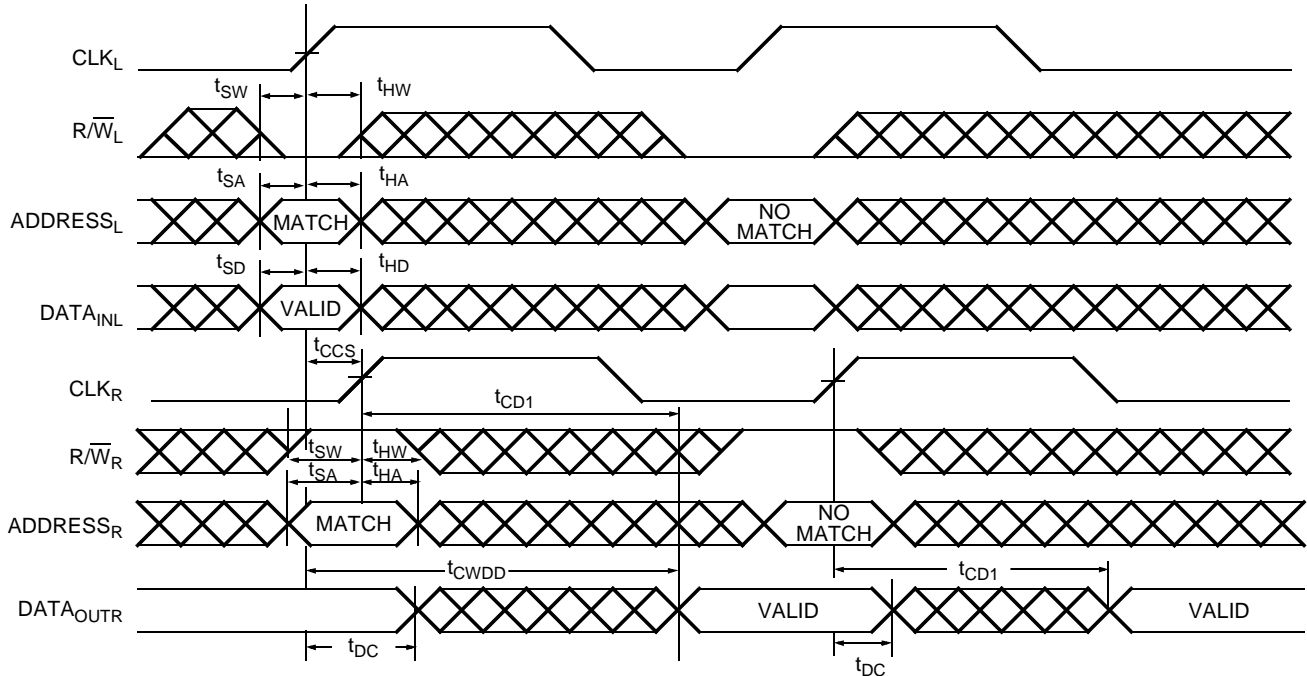 CLK_L
t_SW t_HW
R/W̅_L
t_SA t_HA
ADDRESS_L MATCH NO MATCH
t_SD t_HD
DATA_INL VALID
t_CCS
CLK_R
t_CD1
R/W̅_R t_SW t_HW
t_SA t_HA
ADDRESS_R MATCH NO MATCH
t_CWDD t_CD1
DATA_OUTR VALID VALID
t_DC t_DC